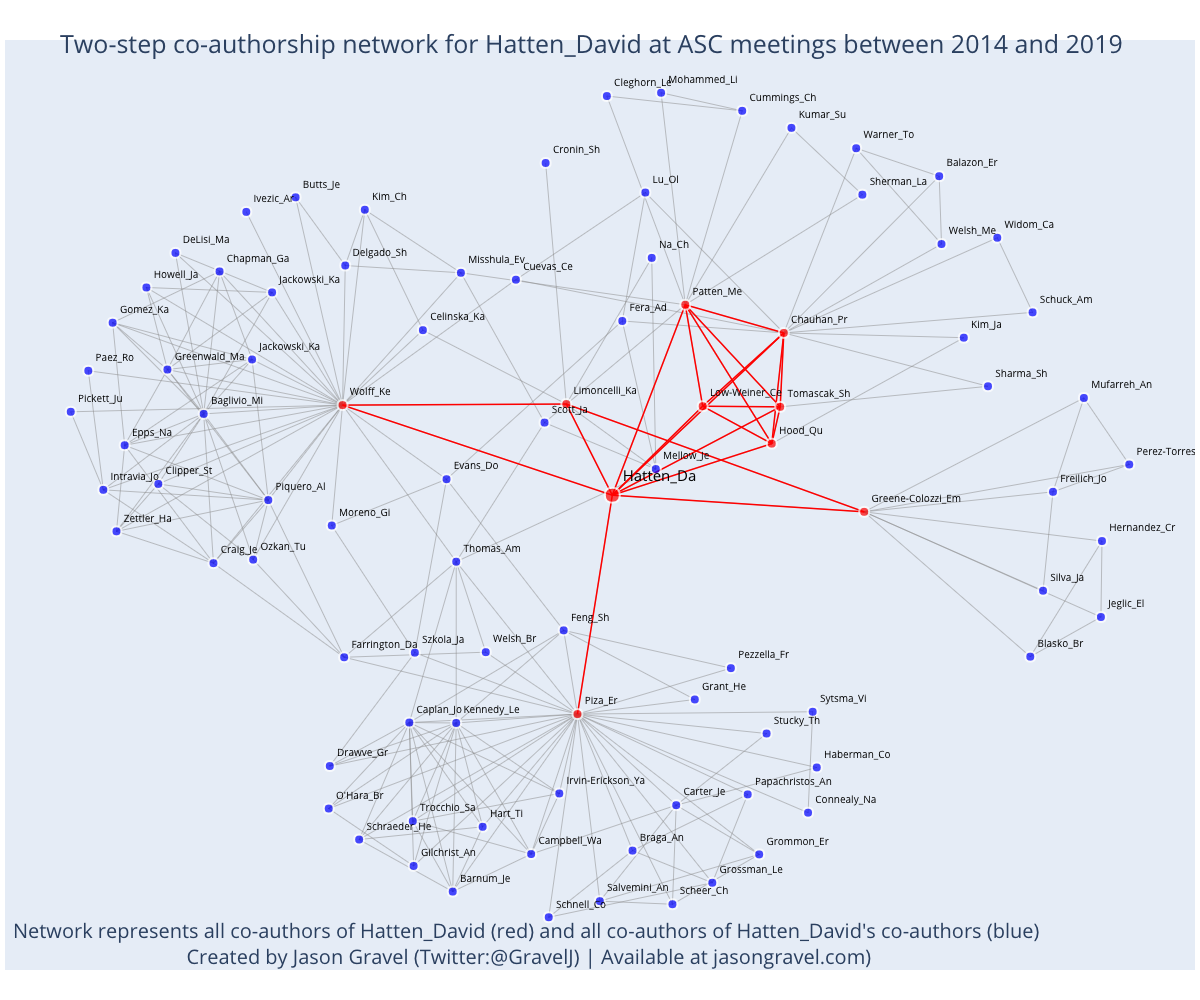 Two-step co-authorship network for Hatten_David at ASC meetings between 2014 and 2019
Mohammed_Li
Cleghorn_Le
Cummings_Ch
Kumar_Su
Warner_To
Cronin_Sh
Balazon_Er
Lu_Ol
Sherman_La
Butts_Je
Kim_Ch
Ivezic_An
Widom_Ca
Welsh_Me
DeLisi_Ma
Na_Ch
Delgado_Sh
Chapman_Ga
Misshula_Ev
Cuevas_Ce
Howell_Ja
Jackowski_Ka
Patten_Me
Schuck_Am
Gomez_Ka
Fera_Ad
Celinska_Ka
Chauhan_Pr
Kim_Ja
Jackowski_Ka
Greenwald_Ma
Paez_Ro
Sharma_Sh
Mufarreh_An
Wolff_Ke
Limoncelli_Ka
Low-Weiner_Ce
Tomascak_Sh
Pickett_Ju
Baglivio_Mi
Scott_Ja
Hood_Qu
Epps_Na
Perez-Torres
Mellow_Je
Evans_Do
Clipper_St
Intravia_Jo
Hatten_Da
Freilich_Jo
Piquero_Al
Greene-Colozzi_Em
Moreno_Gi
Zettler_Ha
Hernandez_Cr
Craig_Je
Ozkan_Tu
Thomas_Am
Silva_Ja
Jeglic_El
Feng_Sh
Farrington_Da
Szkola_Ja
Welsh_Br
Blasko_Br
Pezzella_Fr
Grant_He
Piza_Er
Sytsma_Vi
Caplan_Jo
Kennedy_Le
Stucky_Th
Drawve_Gr
Haberman_Co
Irvin-Erickson_Ya
Papachristos_An
Carter_Je
O'Hara_Br
Connealy_Na
Trocchio_Sa
Hart_Ti
Schraeder_He
Campbell_Wa
Braga_An
Grommon_Er
Gilchrist_An
Grossman_Le
Barnum_Je
Salvemini_An
Scheer_Ch
Schnell_Co
Network represents all co-authors of Hatten_David (red) and all co-authors of Hatten_David's co-authors (blue)
Created by Jason Gravel (Twitter:@GravelJ) | Available at jasongravel.com)